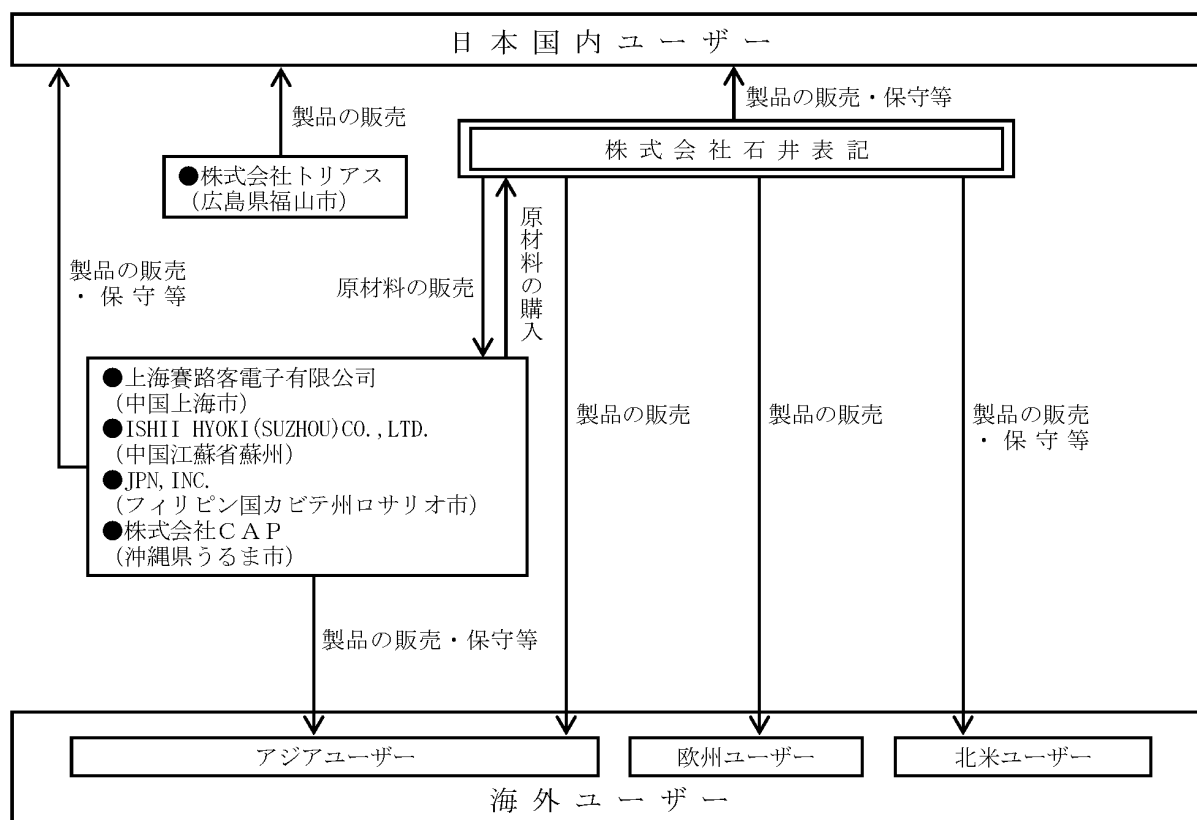 日本国内ユーザー
製品の販売・保守等
製品の販売
株式会社石井表記
●株式会社トリアス
(広島県福山市)
原材料の購入
製品の販売
・保守等
原材料の販売
●上海賽路客電子有限公司
(中国上海市)
●ISHII HYOKI(SUZHOU)CO.,LTD.
(中国江蘇省蘇州)
●JPN,INC.
(フィリピン国カビテ州ロサリオ市)
●株式会社CAP
(沖縄県うるま市)
製品の販売
製品の販売
製品の販売
・保守等
製品の販売・保守等
アジアユーザー
欧州ユーザー
北米ユーザー
海外ユーザー